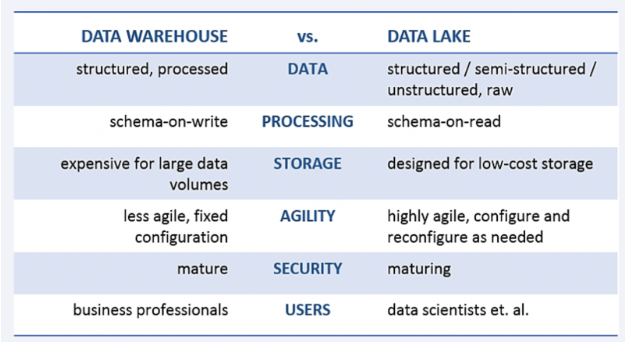 DATA WAREHOUSE vs. DATA LAKE
structured, processed DATA structured / semi-structured /
unstructured, raw
schema-on-write PROCESSING schema-on-read
expensive for large data STORAGE designed for low-cost storage
volumes
less agile, fixed AGILITY highly agile, configure and
configuration reconfigure as needed
mature SECURITY maturing
business professionals USERS data scientists et. al.